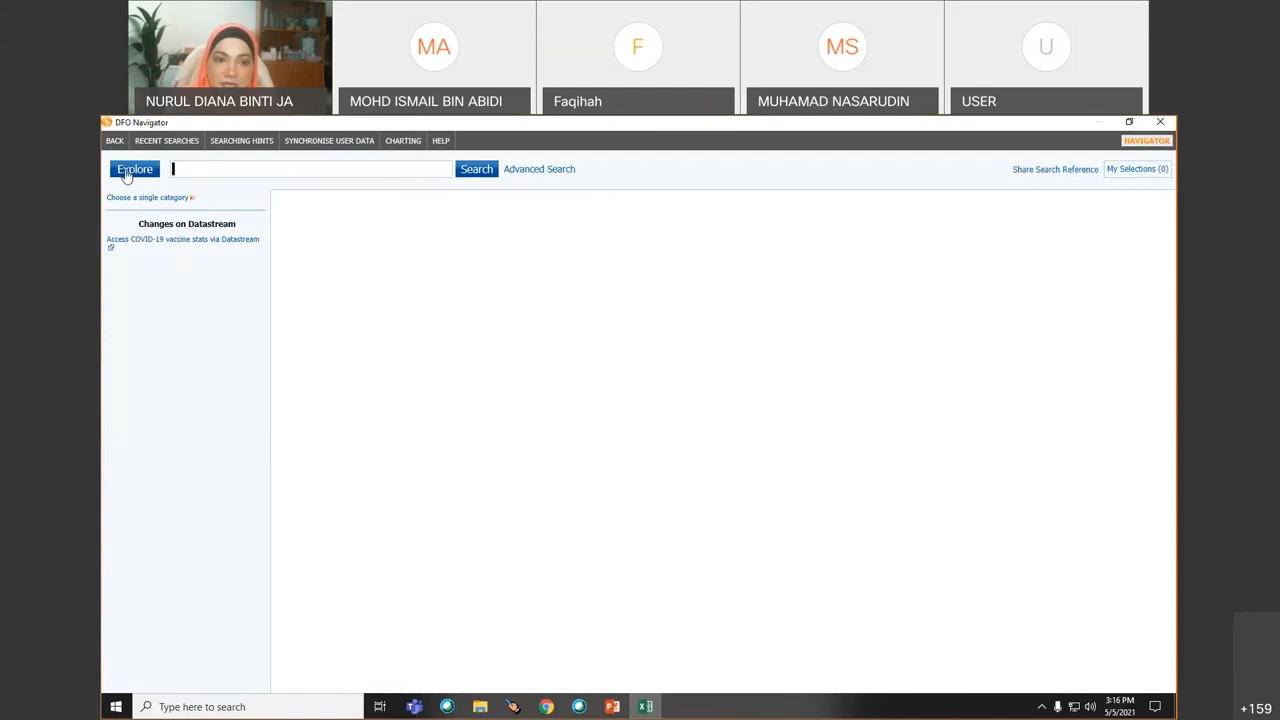 MA
F
MS
U
NURUL DIANA BINTI JA
MOHD ISMAIL BIN ABIDI
Faqihah
MUHAMAD NASARUDIN
USER
DFO Navigator
BACK RECENT SEARCHES SEARCHING HINTS SYNCHRONISE USER DATA CHARTING HELP NAVIGATOR
Explore Search Advanced Search Share Search Reference My Selections (0)
Choose a single category
Changes on Datastream
Access COVID-19 vaccine stats via Datastream
Type here to search
3:16 PM
5/5/2021
+159